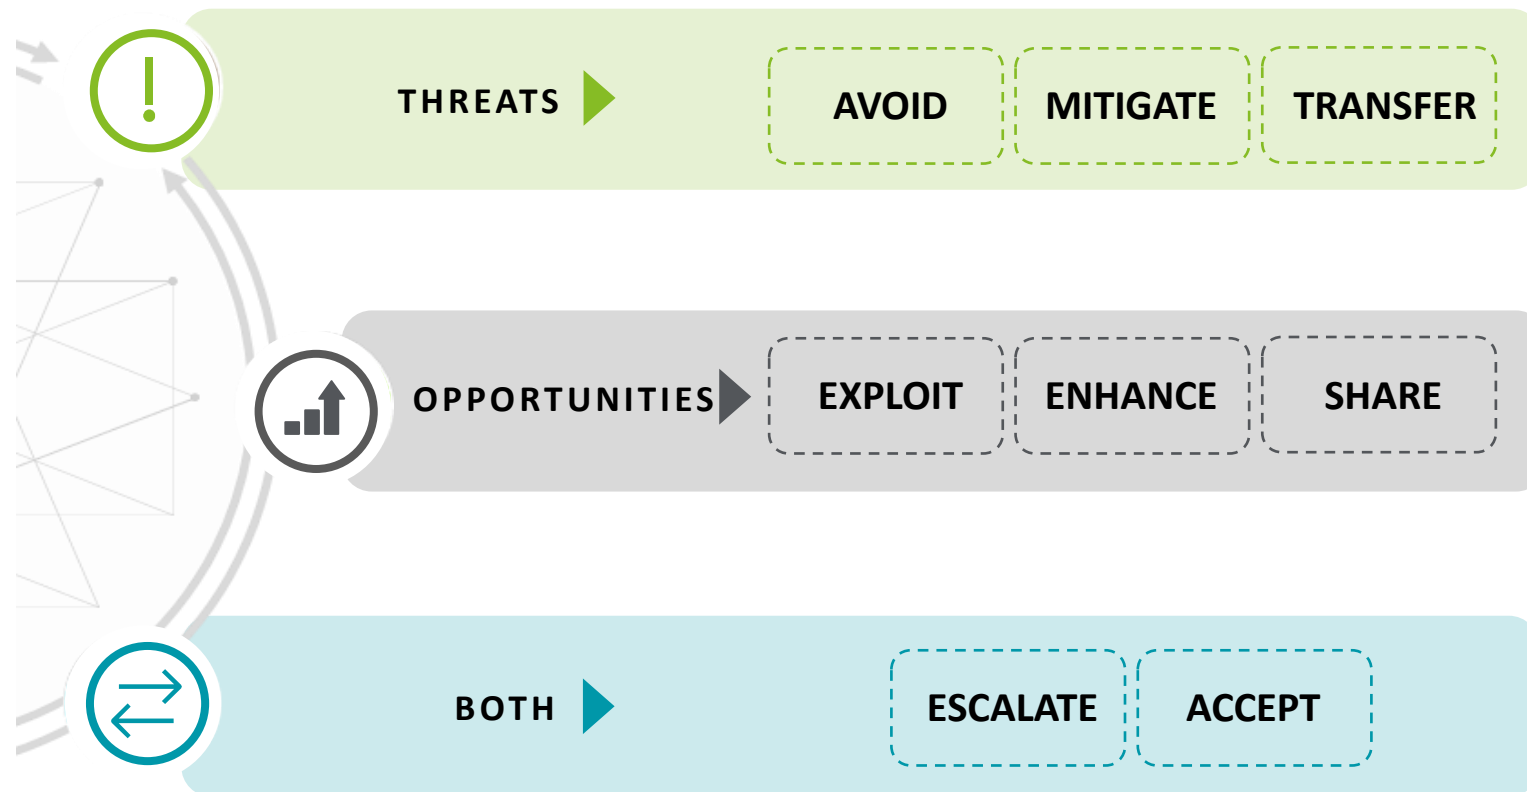 THREATS AVOID MITIGATE TRANSFER
OPPORTUNITIES EXPLOIT ENHANCE SHARE
BOTH ESCALATE ACCEPT